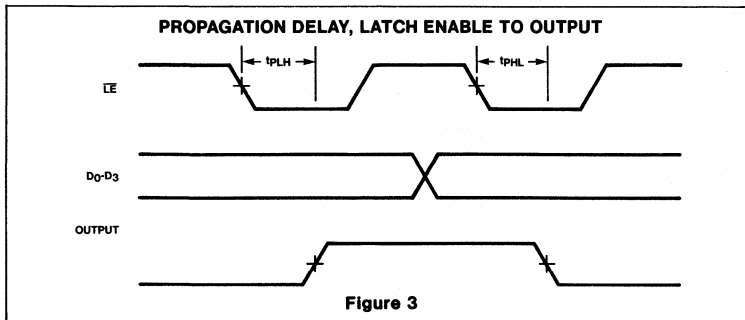 PROPAGATION DELAY, LATCH ENABLE TO OUTPUT
tPLH
tPHL
LE
D0-D3
OUTPUT
Figure 3